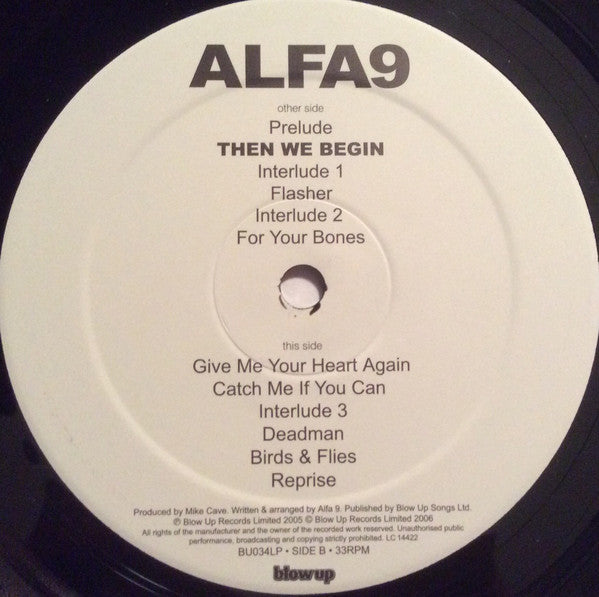 ALFA9
other side
Prelude
THEN WE BEGIN
Interlude 1
Flasher
Interlude 2
For Your Bones
this side
Give Me Your Heart Again
Catch Me If You Can
Interlude 3
Deadman
Birds & Flies
Reprise
Produced by Mike Cave. Written & arranged by Alfa 9. Published by Blow Up Songs Ltd.
℗ Blow Up Records Limited 2005 © Blow Up Records Limited 2006
All rights of the manufacturer and the owner of the recorded work reserved. Unauthorised public
performance, broadcasting and copying strictly prohibited. LC 14422
BU034LP • SIDE B • 33RPM
blow up